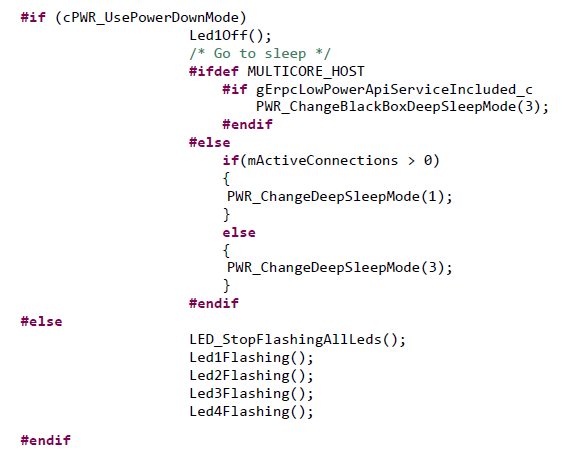 #if (cPWR_UsePowerDownMode)
Led1Off();
/* Go to sleep */
#ifdef MULTICORE_HOST
#if gErpcLowPowerApiServiceIncluded_c
PWR_ChangeBlackBoxDeepSleepMode(3);
#endif
#else
if(mActiveConnections > 0)
{
PWR_ChangeDeepSleepMode(1);
}
else
{
PWR_ChangeDeepSleepMode(3);
}
#endif
#else
LED_StopFlashingAllLeds();
Led1Flashing();
Led2Flashing();
Led3Flashing();
Led4Flashing();
#endif